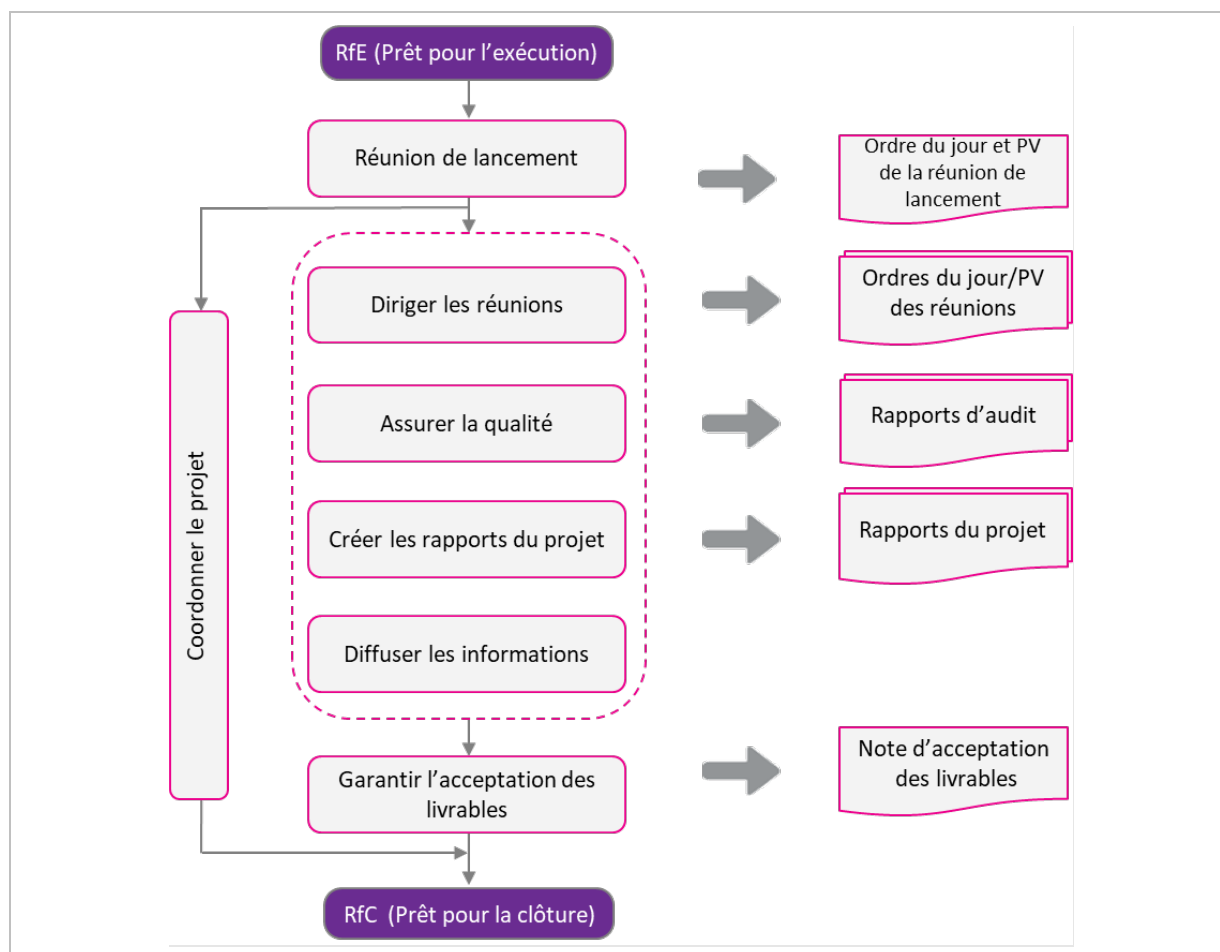 RfE (Prêt pour l’exécution)
Réunion de lancement
Ordre du jour et PV
de la réunion de
lancement
Diriger les réunions
Ordres du jour/PV
des réunions
Coordonner le projet
Assurer la qualité
Rapports d’audit
Créer les rapports du projet
Rapports du projet
Diffuser les informations
Garantir l’acceptation des
livrables
Note d’acceptation
des livrables
RfC (Prêt pour la clôture)